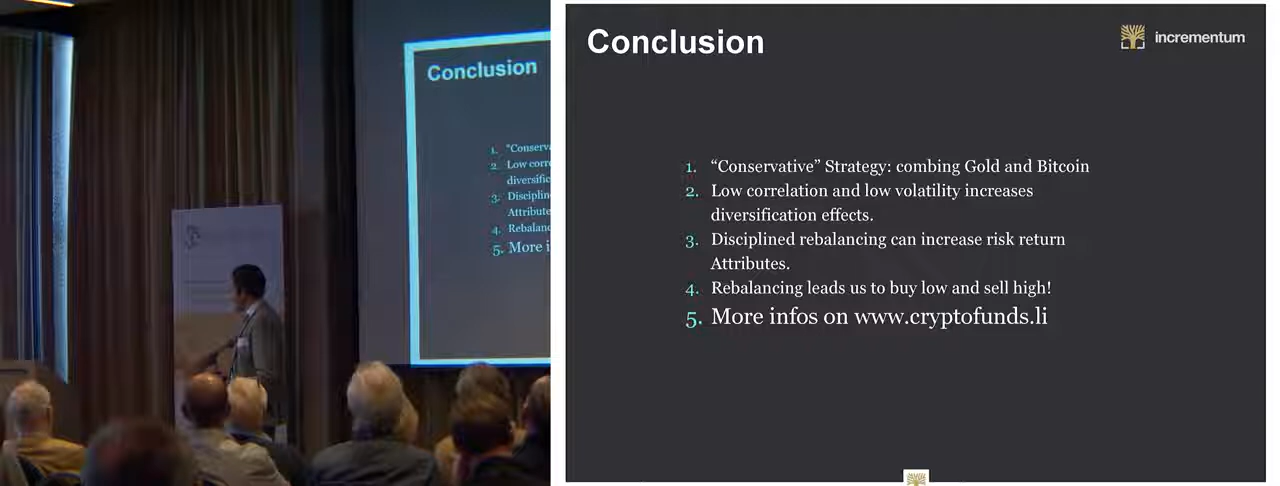 Conclusion
1. "Conserv
2. Low corre
diversific
3. Disciplin
Attribute
4. Rebalanc
5. More i
Conclusion
incrementum
1. “Conservative” Strategy: combing Gold and Bitcoin
2. Low correlation and low volatility increases
diversification effects.
3. Disciplined rebalancing can increase risk return
Attributes.
4. Rebalancing leads us to buy low and sell high!
5. More infos on www.cryptofunds.li